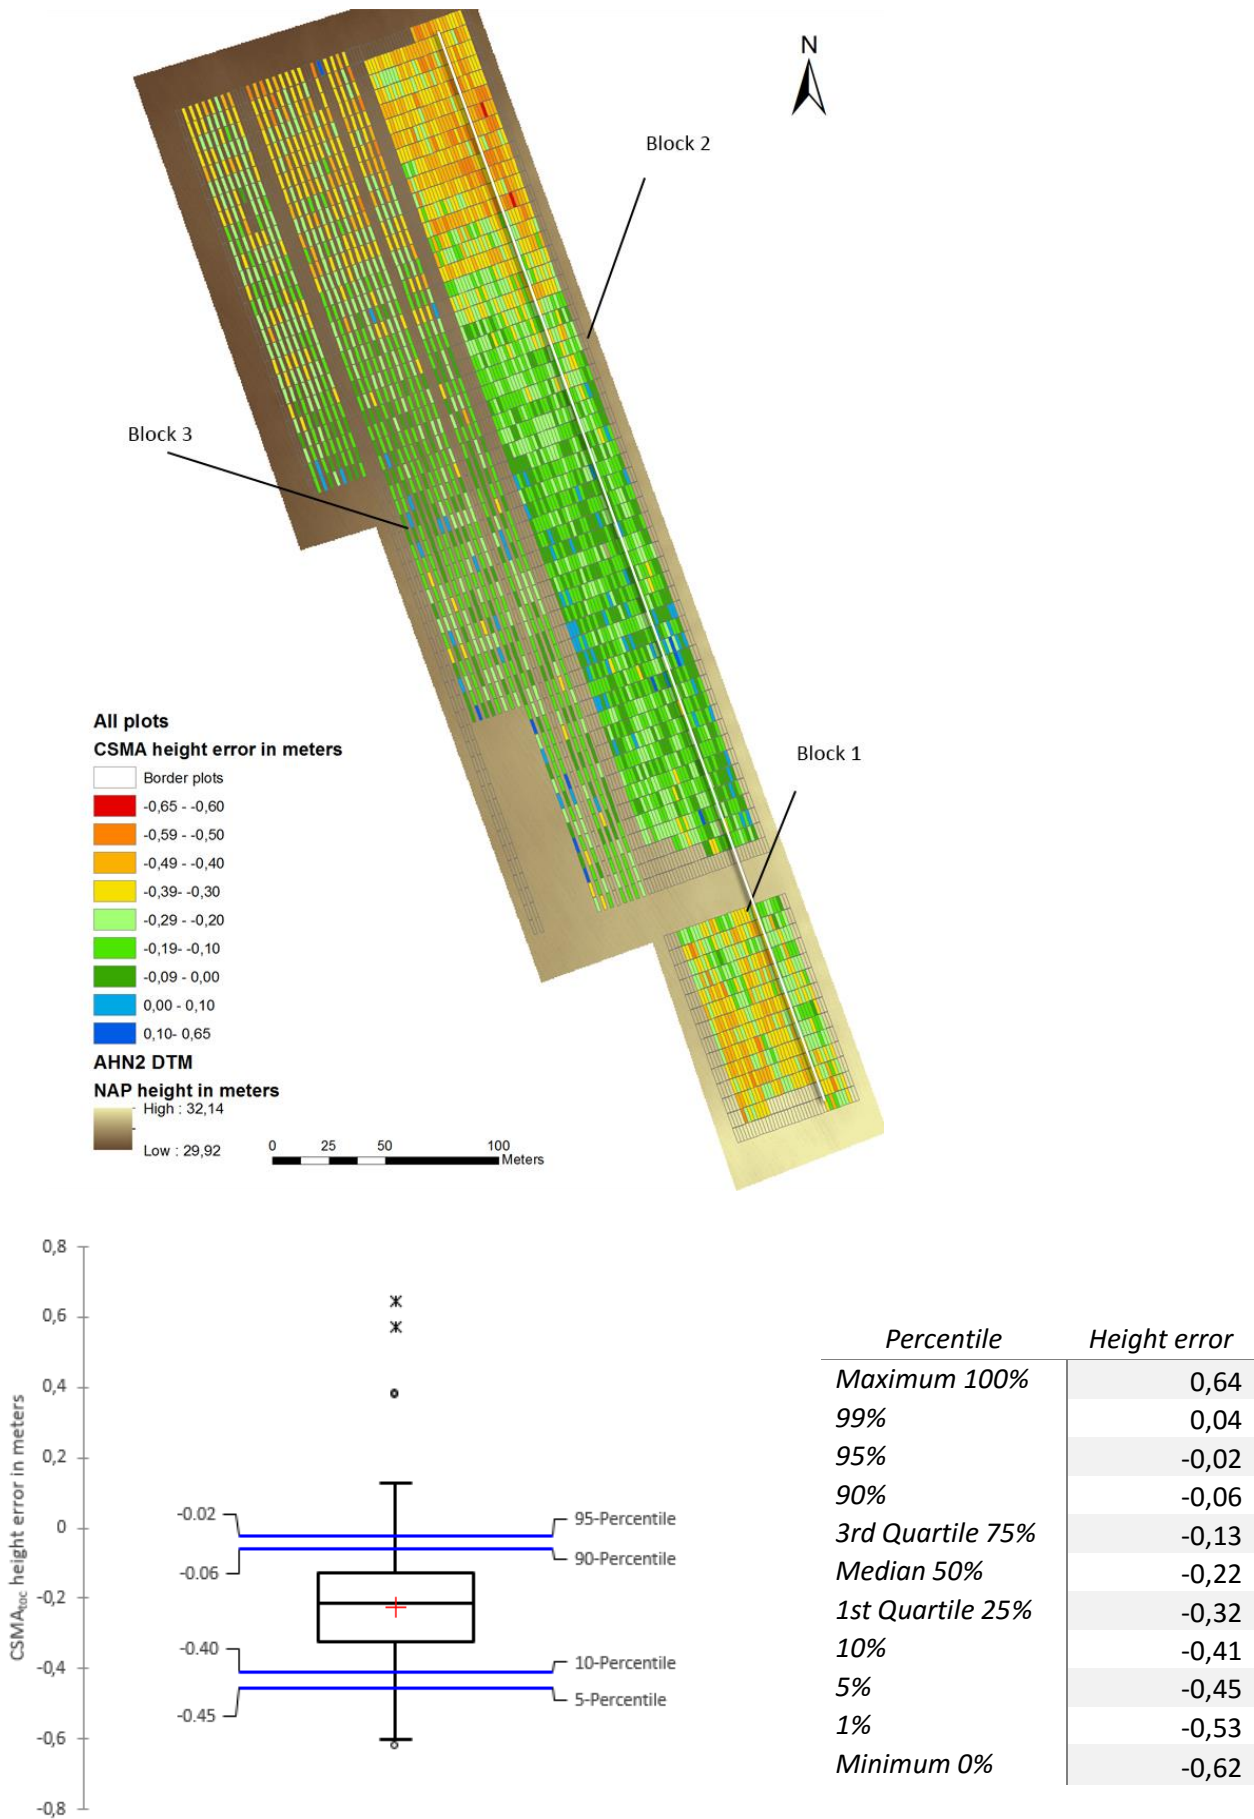 N
Block 2
Block 3
Block 1
All plots
CSMA height error in meters
Border plots
-0,65 - -0,60
-0,59 - -0,50
-0,49 - -0,40
-0,39- -0,30
-0,29 - -0,20
-0,19- -0,10
-0,09 - 0,00
0,00 - 0,10
0,10- 0,65
AHN2 DTM
NAP height in meters
High : 32,14
Low : 29,92
0 25 50 100
Meters
0,8
0,6
0,4
0,2
0
-0,2
-0,4
-0,6
-0,8
CSMAtoc height error in meters
-0.02
-0.06
-0.40
-0.45
95-Percentile
90-Percentile
10-Percentile
5-Percentile
Percentile Height error
Maximum 100% 0,64
99% 0,04
95% -0,02
90% -0,06
3rd Quartile 75% -0,13
Median 50% -0,22
1st Quartile 25% -0,32
10% -0,41
5% -0,45
1% -0,53
Minimum 0% -0,62